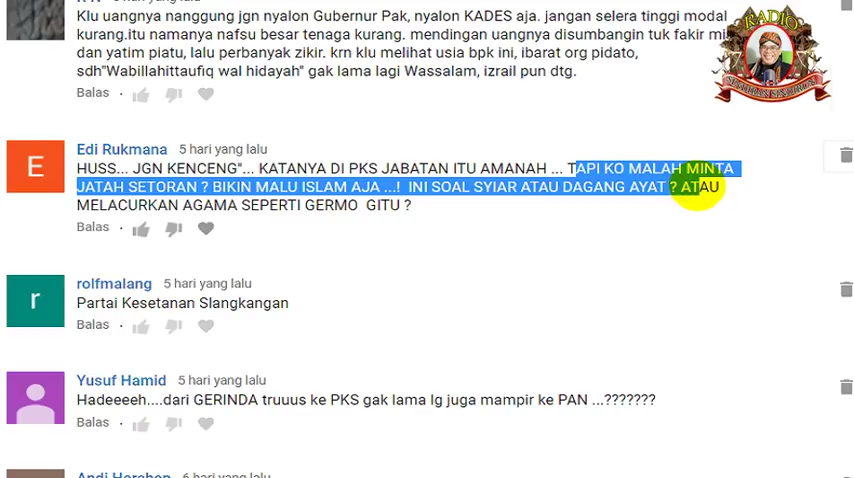 Klu uangnya nanggung jgn nyalon Gubernur Pak, nyalon KADES aja. jangan selera tinggi modal
kurang.itu namanya nafsu besar tenaga kurang. mendingan uangnya disumbangin tuk fakir
dan yatim piatu, lalu perbanyak zikir. krn klu melihat usia bpk ini, ibarat org pidato,
sdh"Wabillahittaufiq wal hidayah" gak lama lagi Wassalam, izrail pun dtg.
RADIO
Balas ·
Edi Rukmana 5 hari yang lalu
E
HUSS... JGN KENCENG"... KATANYA DI PKS JABATAN ITU AMANAH ... TAPI KO MALAH MINTA
JATAH SETORAN ? BIKIN MALU ISLAM AJA ...! INI SOAL SYIAR ATAU DAGANG AYAT ? ATAU
MELACURKAN AGAMA SEPERTI GERMO GITU ?
Balas ·
rolfmalang 5 hari yang lalu
r
Partai Kesetanan Slangkangan
Balas ·
Yusuf Hamid 5 hari yang lalu
Hadeeeeh....dari GERINDA truuus ke PKS gak lama lg juga mampir ke PAN ...???????
Balas ·
6 hari yang lalu